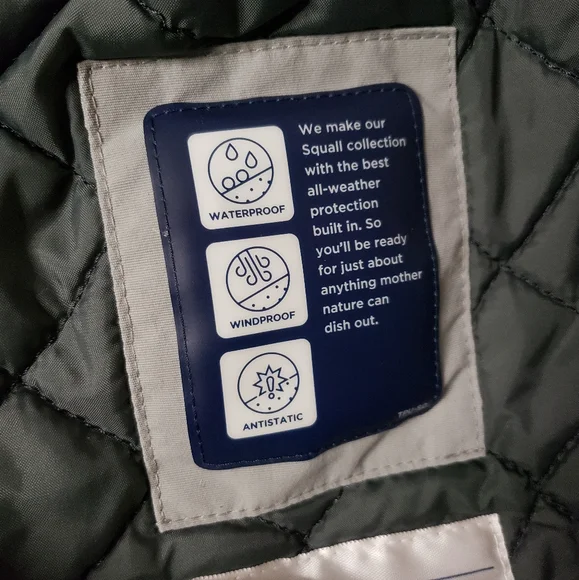 WATERPROOF
WINDPROOF
ANTISTATIC
We make our
Squall collection
with the best
all-weather
protection
built in. So
you'll be ready
for just about
anything mother
nature can
dish out.